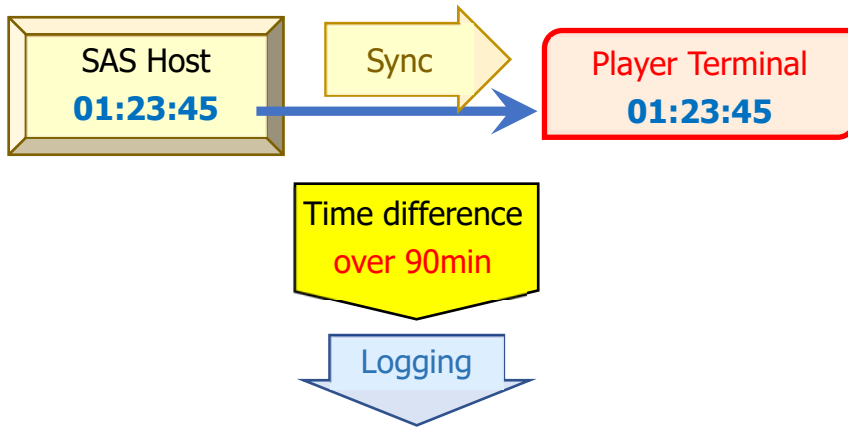 SAS Host
01:23:45
Sync
Player Terminal
01:23:45
Time difference
over 90min
Logging